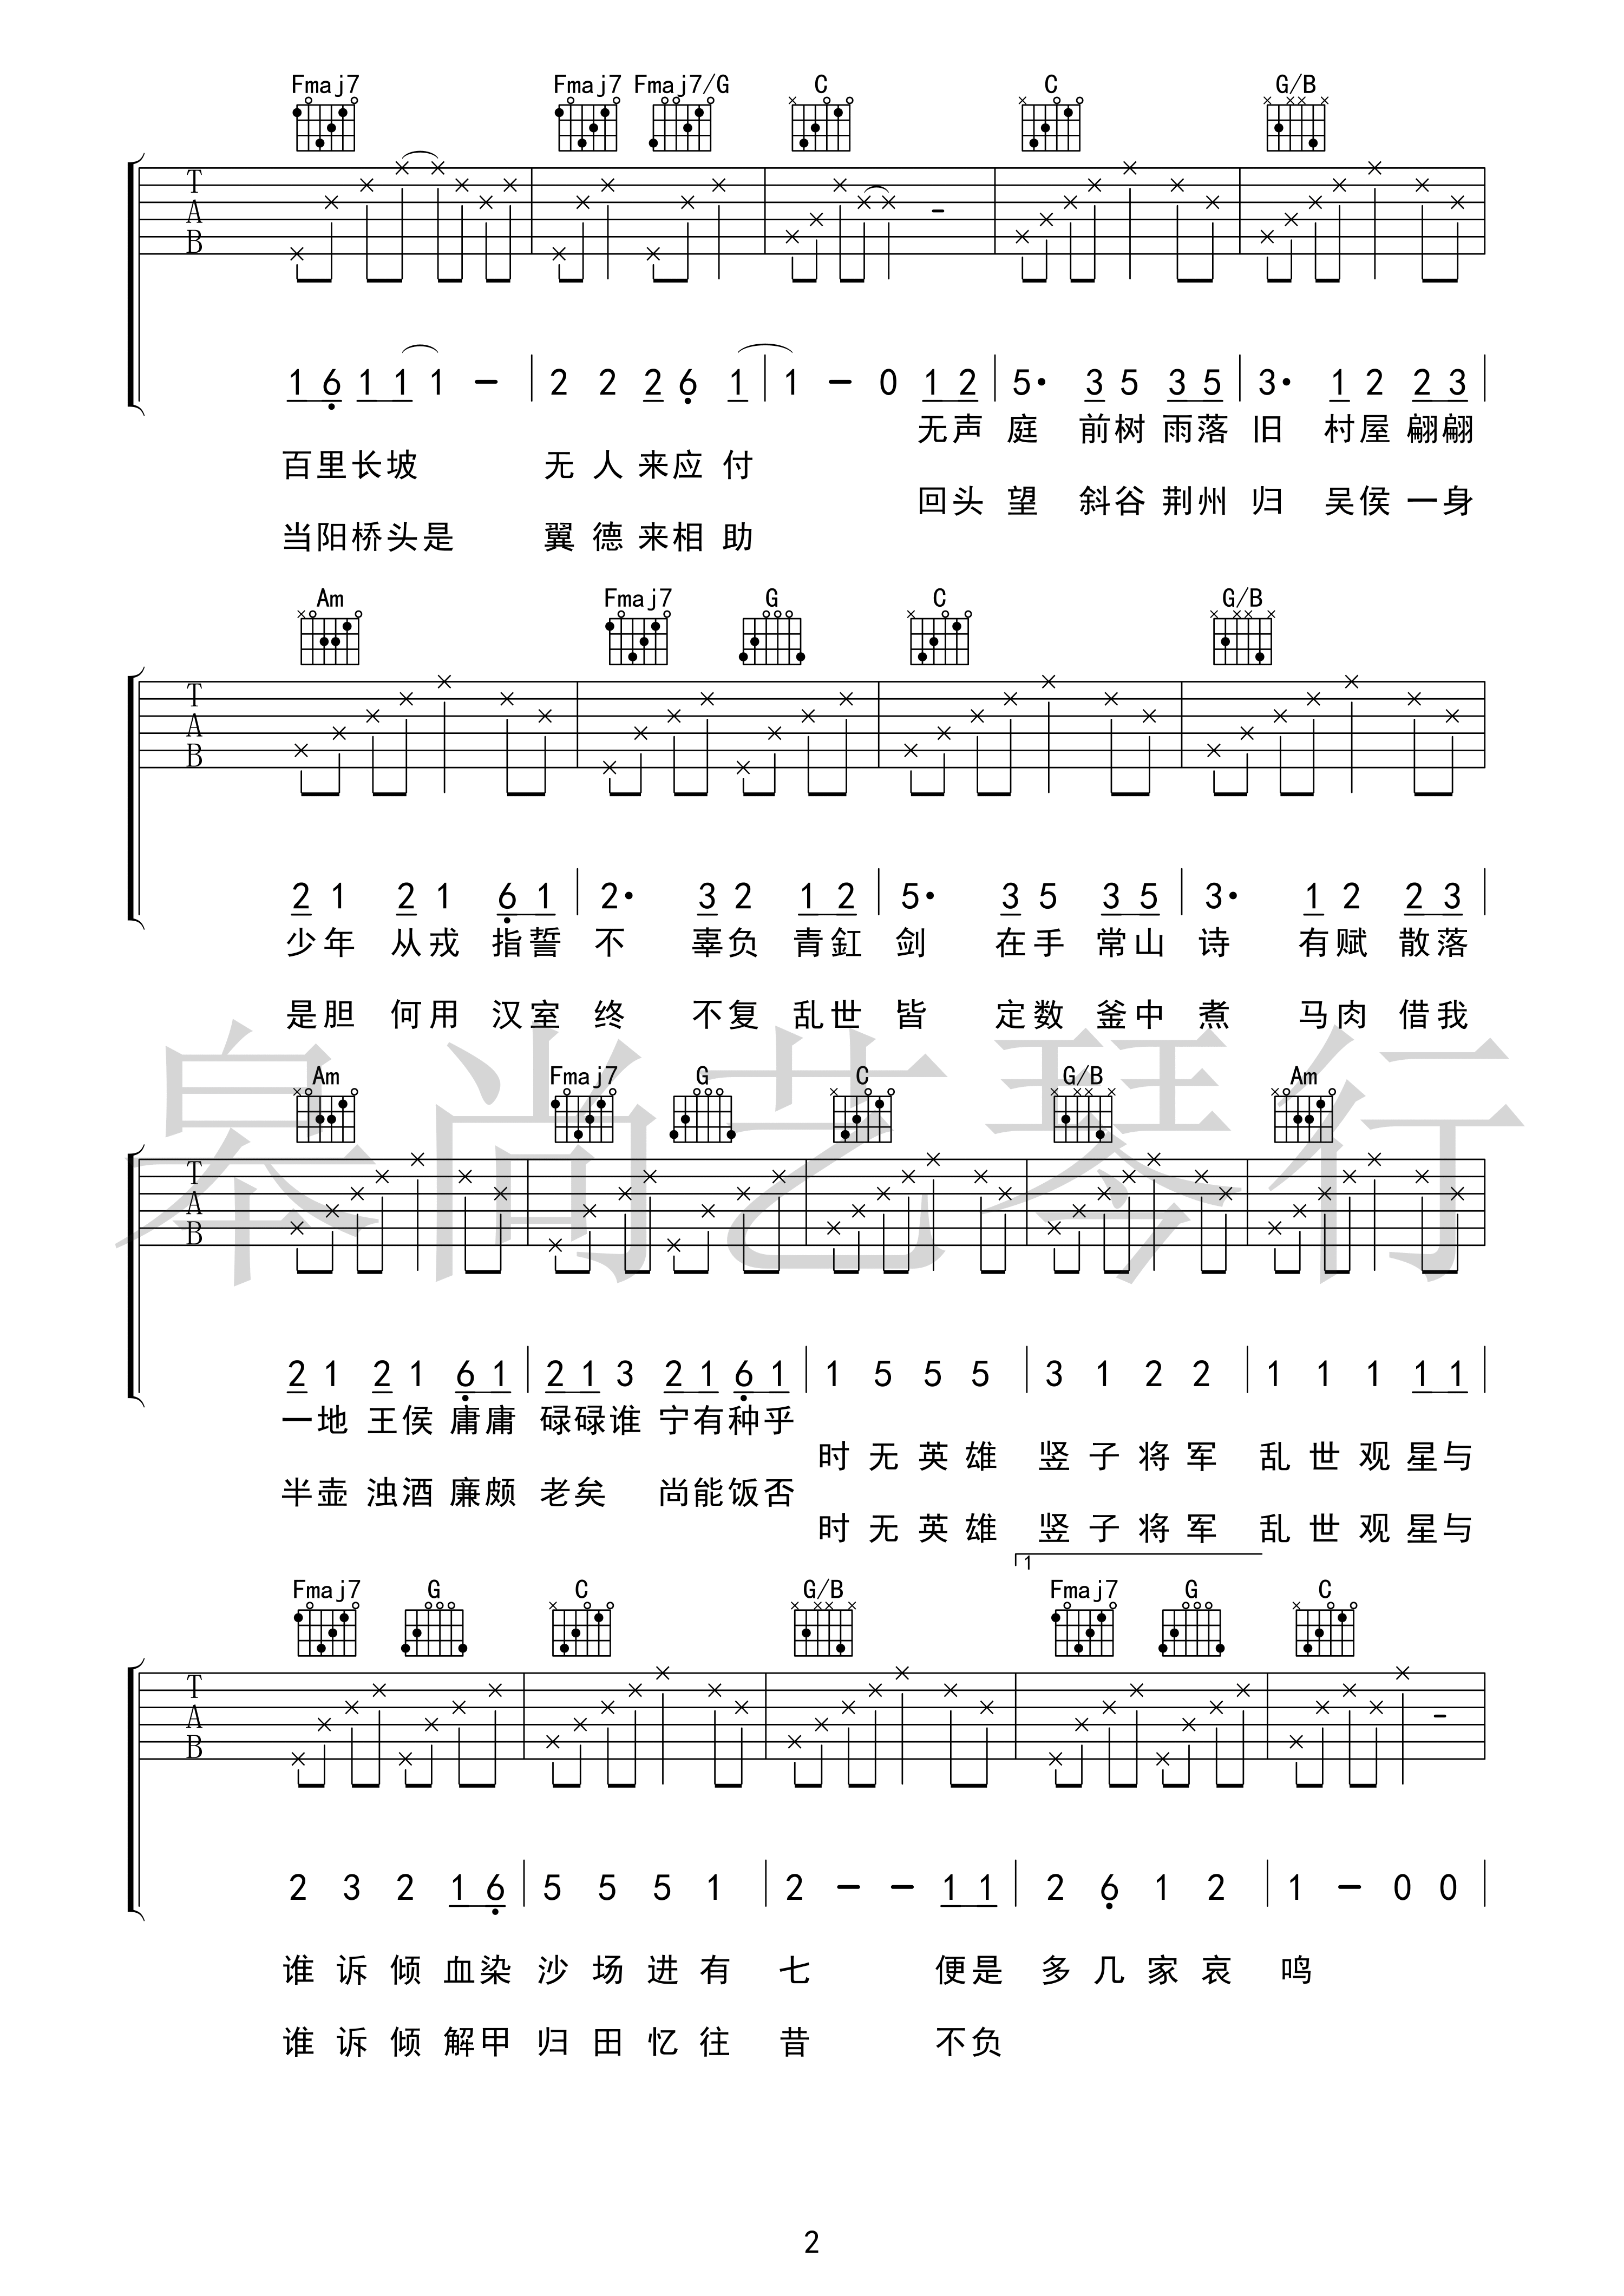 Fmaj7 Fmaj7 Fmaj7/G C C G/B
T
A
B
1 6 1 1 1 - 2 2 2 6 1 1 - 0 1 2 5· 3 5 3 5 3· 1 2 2 3
无声 庭 前树 雨落 旧 村屋 翩翩
百里长坡 无 人 来应 付
回头 望 斜谷 荆州 归 吴侯 一身
当阳桥头是 翼 德 来相 助
Am Fmaj7 G C G/B
T
A
B
2 1 2 1 6 1 2· 3 2 1 2 5· 3 5 3 5 3· 1 2 2 3
少年 从戎 指誓 不 辜负 青釭 剑 在手 常山 诗 有赋 散落
是胆 何用 汉室 终 不复 乱世 皆 定数 釜中 煮 马肉 借我
皋尚艺琴行
Am Fmaj7 G C G/B Am
T
A
B
2 1 2 1 6 1 2 1 3 2 1 6 1 1 5 5 5 3 1 2 2 1 1 1 1 1
一地 王侯 庸庸 碌碌谁 宁有种乎
时 无 英 雄 竖 子 将 军 乱 世 观 星与
半壶 浊酒 廉颇 老矣 尚能饭否
时 无 英 雄 竖 子 将 军 乱 世 观 星与
1
Fmaj7 G C G/B Fmaj7 G C
T
A
B
2 3 2 1 6 5 5 5 1 2 - - 1 1 2 6 1 2 1 - 0 0
谁 诉 倾 血染 沙 场 进 有 七 便是 多 几 家 哀 鸣
谁 诉 倾 解甲 归 田 忆 往 昔 不负
2